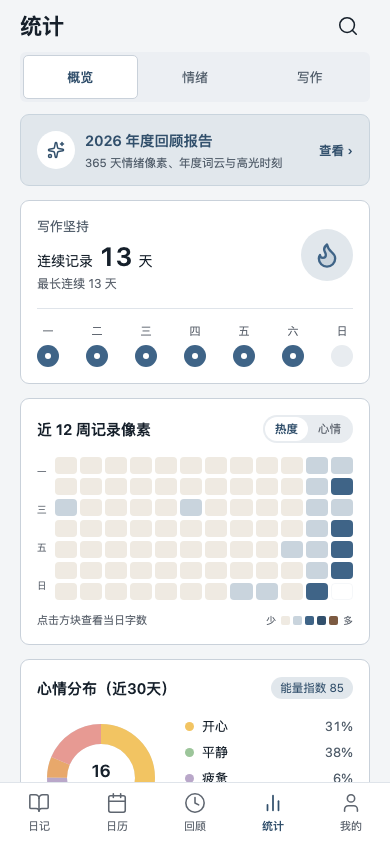 统计
概览 情绪 写作
2026 年度回顾报告
365 天情绪像素、年度词云与高光时刻
查看 ›
写作坚持
连续记录 13 天
最长连续 13 天
一 二 三 四 五 六 日
近 12 周记录像素
热度 心情
一
三
五
日
点击方块查看当日字数
少 多
心情分布（近30天）
能量指数 85
16
开心 31%
平静 38%
疲惫 6%
日记 日历 回顾 统计 我的